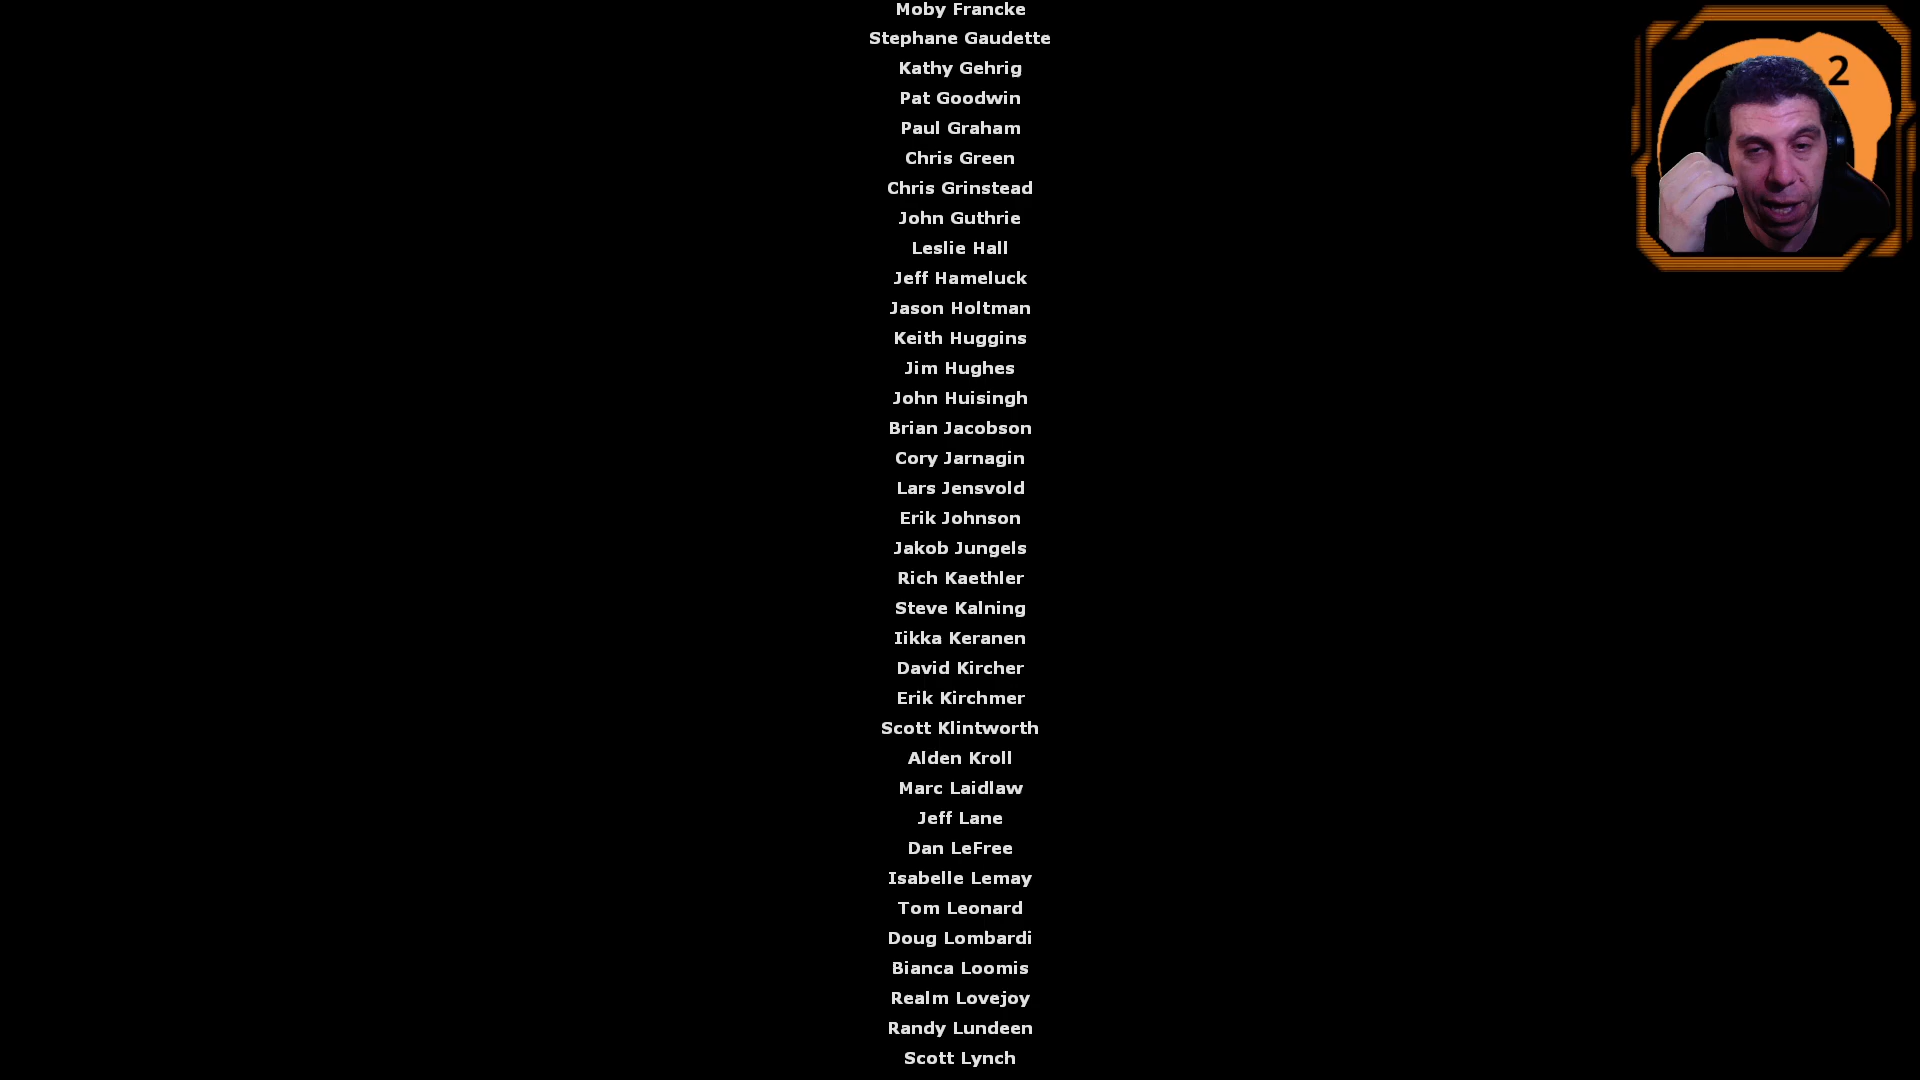 Moby Francke
Stephane Gaudette
Kathy Gehrig
Pat Goodwin
Paul Graham
Chris Green
Chris Grinstead
John Guthrie
Leslie Hall
Jeff Hameluck
Jason Holtman
Keith Huggins
Jim Hughes
John Huisingh
Brian Jacobson
Cory Jarnagin
Lars Jensvold
Erik Johnson
Jakob Jungels
Rich Kaethler
Steve Kalning
Iikka Keranen
David Kircher
Erik Kirchmer
Scott Klintworth
Alden Kroll
Marc Laidlaw
Jeff Lane
Dan LeFree
Isabelle Lemay
Tom Leonard
Doug Lombardi
Bianca Loomis
Realm Lovejoy
Randy Lundeen
Scott Lynch
2